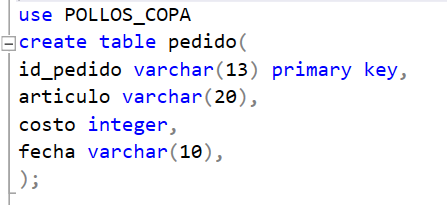 use POLLOS_COPA
create table pedido(
id_pedido varchar(13) primary key,
articulo varchar(20),
costo integer,
fecha varchar(10),
);